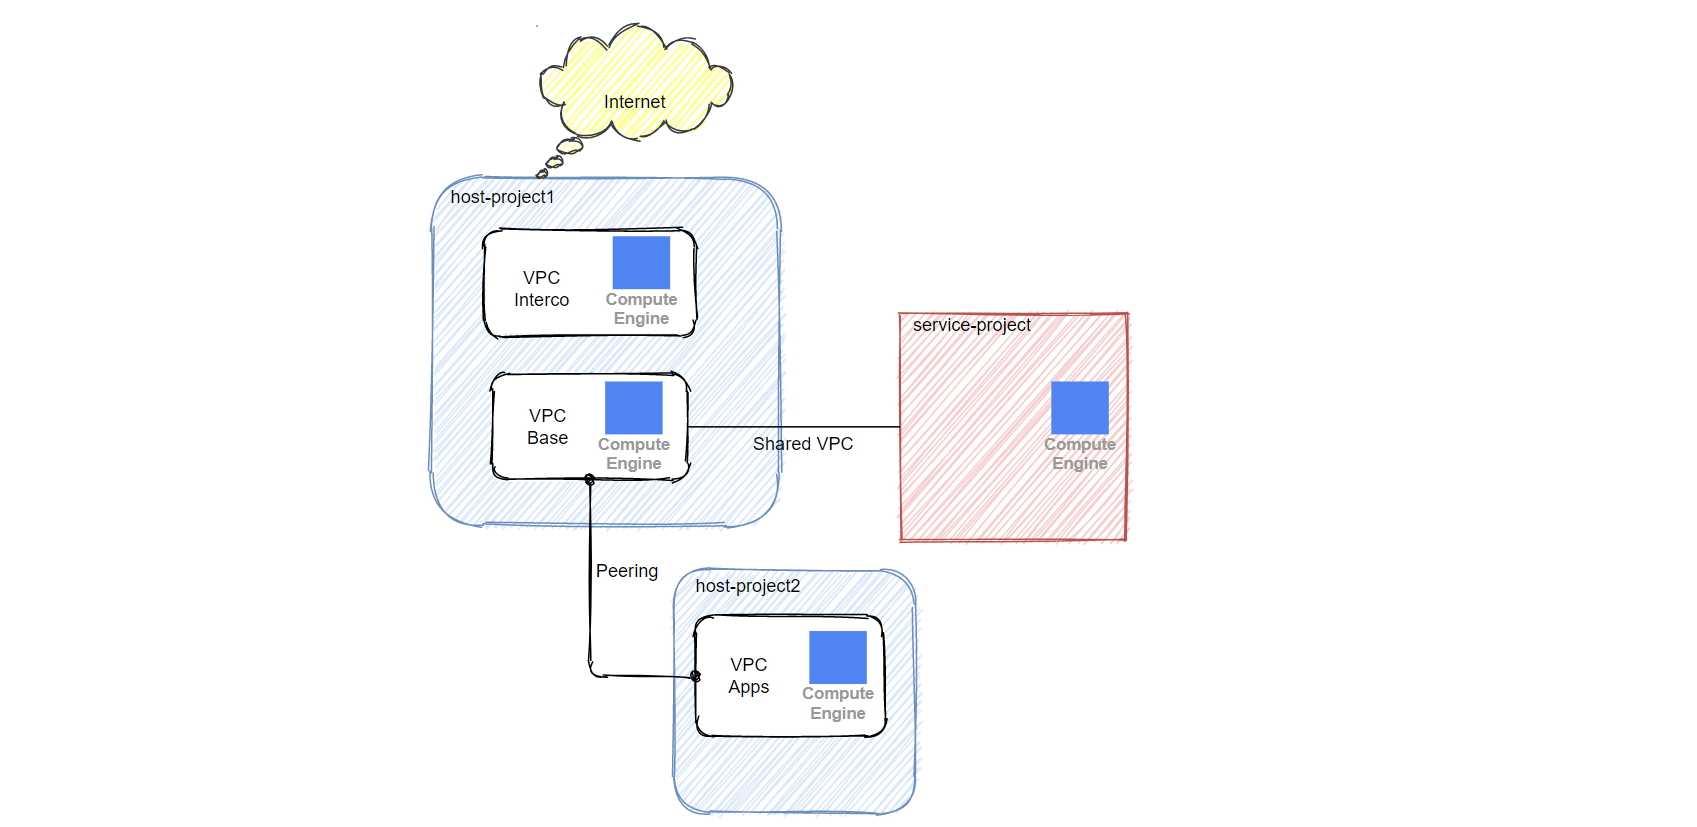 Internet
host-project1
VPC
Interco
Compute
Engine
service-project
VPC
Base
Compute
Engine
Shared VPC
Compute
Engine
Peering
host-project2
VPC
Apps
Compute
Engine